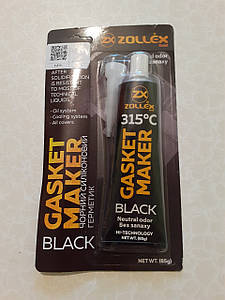 ZX ZOLLEX
AFTER
SOLIDIFICATION
IS RESISTANT
TO MOST OF
TECHNICAL
LIQUIDS
- Oil system
- Cooling system
- All covers
GASKET
MAKER
ЧОРНИЙ СИЛІКОНОВИЙ
ГЕРМЕТИК
BLACK
ZX
ZOLLEX
315°C
GASKET
MAKER
BLACK
Neutral odor
Без запаху
HI-TECHNOLOGY
NET WT. (85g)
NET WT. (85g)